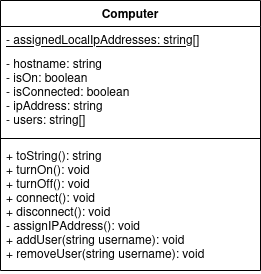 Computer
- assignedLocalIpAddresses: string[]
- hostname: string
- isOn: boolean
- isConnected: boolean
- ipAddress: string
- users: string[]
+ toString(): string
+ turnOn(): void
+ turnOff(): void
+ connect(): void
+ disconnect(): void
- assignIPAddress(): void
+ addUser(string username): void
+ removeUser(string username): void